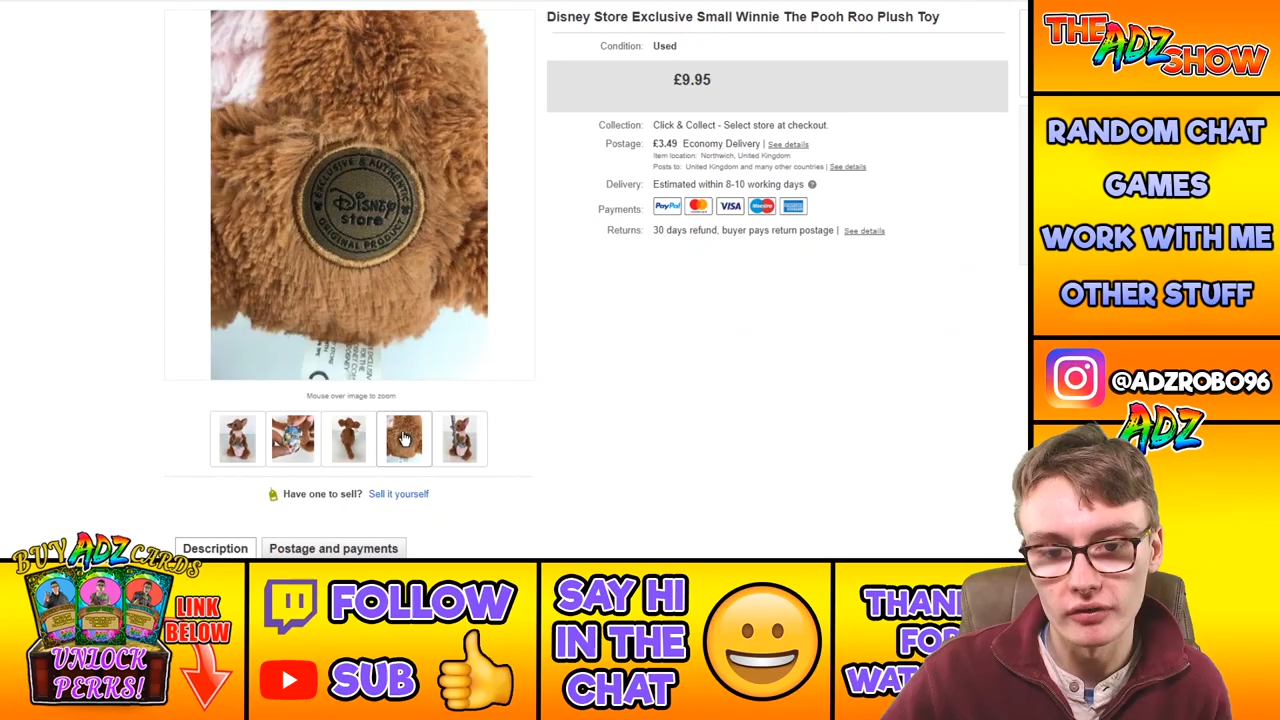 Disney Store Exclusive Small Winnie The Pooh Roo Plush Toy
Condition: Used
£9.95
Collection: Click & Collect - Select store at checkout.
Postage: £3.49 Economy Delivery | See details
Item location: Northwich, United Kingdom
Posts to: United Kingdom and many other countries | See details
Delivery: Estimated within 8-10 working days
Payments: PayPal VISA Maestro
Returns: 30 days refund, buyer pays return postage | See details
EXCLUSIVE & AUTHENTIC
Disney
store
ORIGINAL PRODUCT
Mouse over image to zoom
Have one to sell? Sell it yourself
Description
Postage and payments
THE
ADZ
SHOW
RANDOM CHAT
GAMES
WORK WITH ME
OTHER STUFF
@ADZROBO96
ADZ
BUY ADZ CARDS
LINK
BELOW
UNLOCK
PERKS!
FOLLOW
SUB
SAY HI
IN THE
CHAT
THAN
FO
WAT